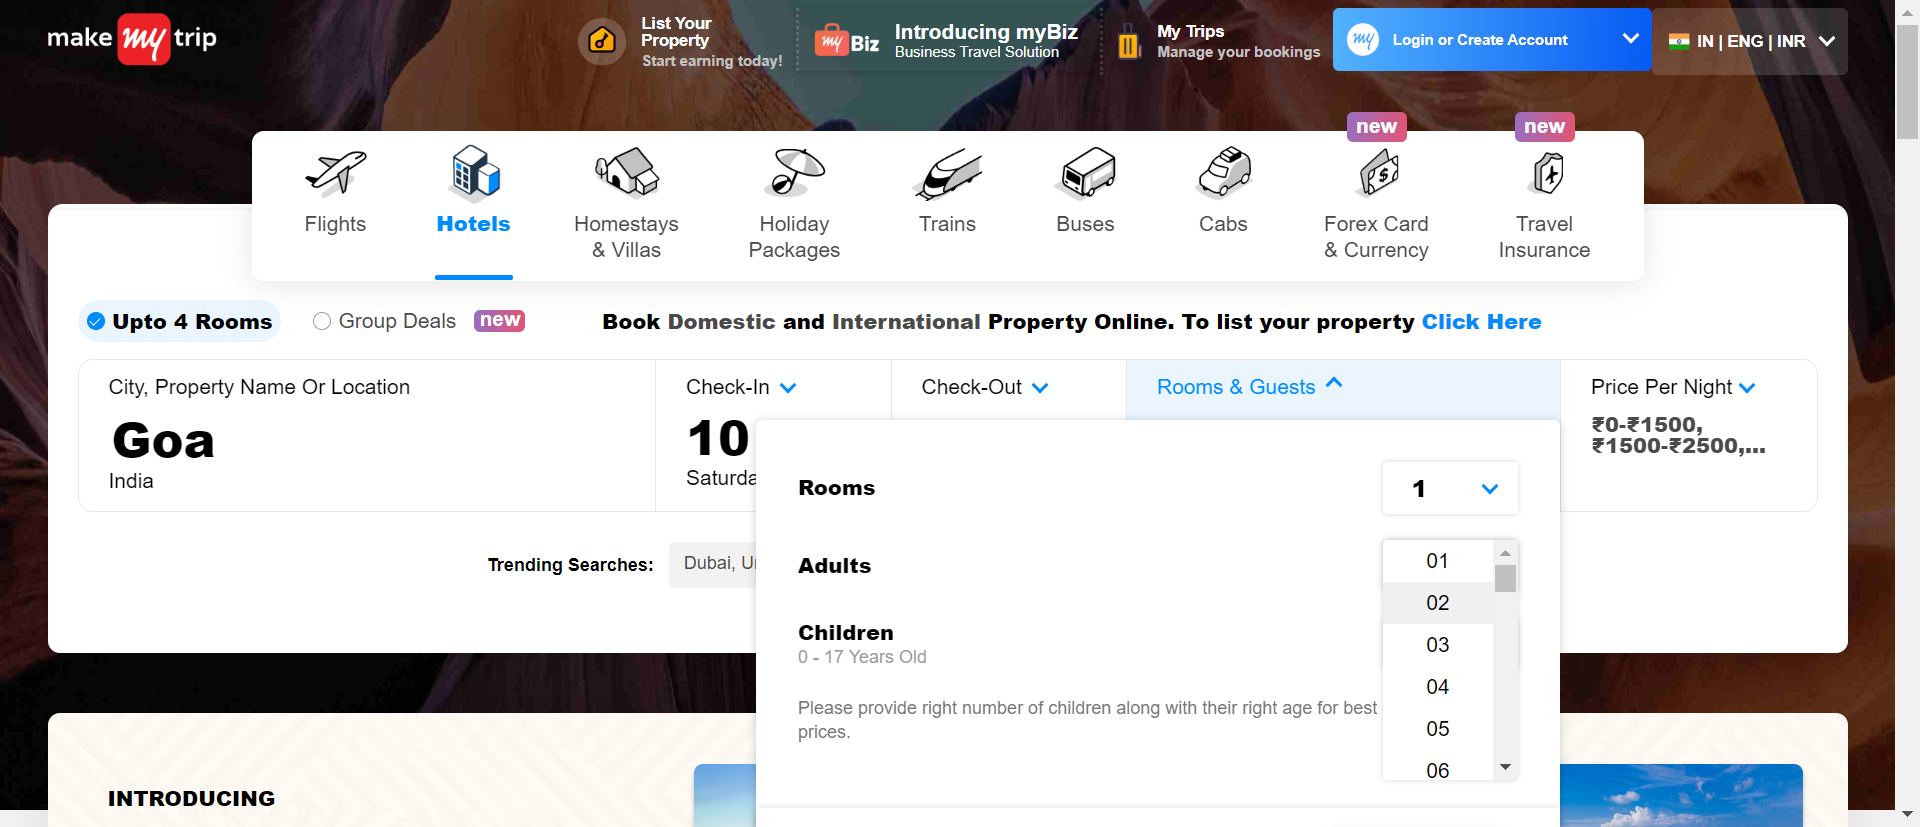 make my trip
List Your
Property
Start earning today!
my Biz
Introducing myBiz
Business Travel Solution
My Trips
Manage your bookings
my
Login or Create Account
IN | ENG | INR
new
new
Flights
Hotels
Homestays
& Villas
Holiday
Packages
Trains
Buses
Cabs
Forex Card
& Currency
Travel
Insurance
Upto 4 Rooms
Group Deals
new
Book Domestic and International Property Online. To list your property Click Here
City, Property Name Or Location
Goa
India
Check-In
10
Saturda
Check-Out
Rooms & Guests
Price Per Night
₹0-₹1500,
₹1500-₹2500,...
Rooms
1
Trending Searches:
Dubai, U
Adults
01
02
03
04
05
06
Children
0 - 17 Years Old
Please provide right number of children along with their right age for best
prices.
INTRODUCING